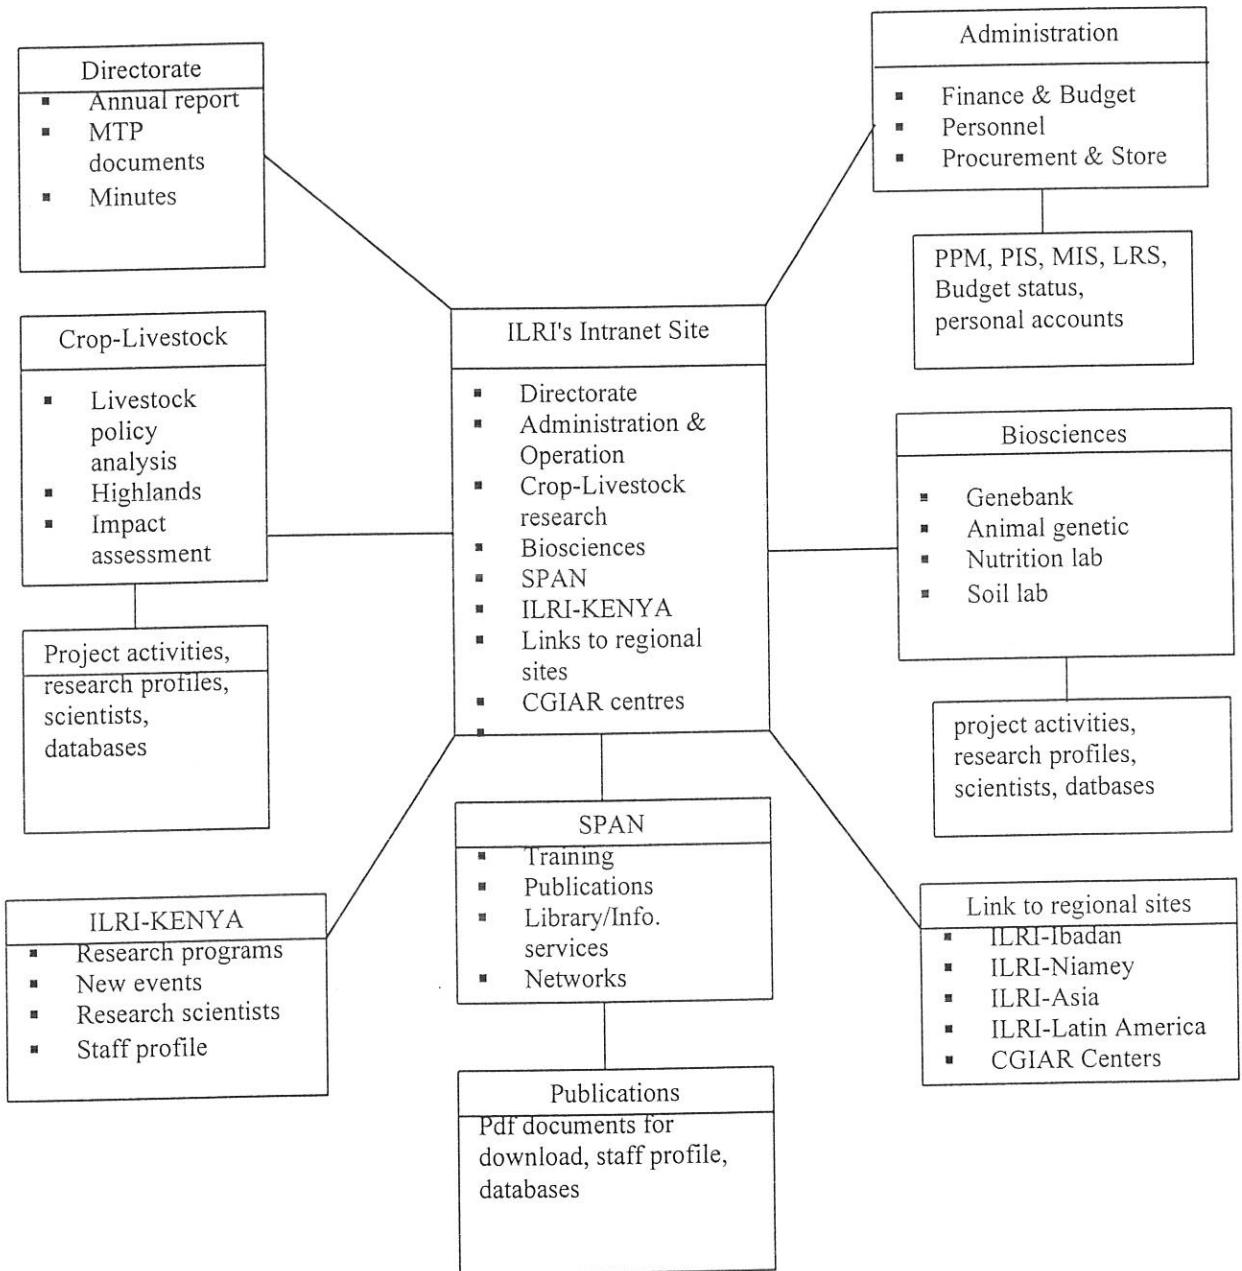 Directorate
▪ Annual report
▪ MTP
documents
▪ Minutes
Administration
▪ Finance & Budget
▪ Personnel
▪ Procurement & Store
PPM, PIS, MIS, LRS,
Budget status,
personal accounts
Crop-Livestock
▪ Livestock
policy
analysis
▪ Highlands
▪ Impact
assessment
Project activities,
research profiles,
scientists,
databases
ILRI's Intranet Site
▪ Directorate
▪ Administration &
Operation
▪ Crop-Livestock
research
▪ Biosciences
▪ SPAN
▪ ILRI-KENYA
▪ Links to regional
sites
▪ CGIAR centres
▪
Biosciences
▪ Genebank
▪ Animal genetic
▪ Nutrition lab
▪ Soil lab
project activities,
research profiles,
scientists, datbases
ILRI-KENYA
▪ Research programs
▪ New events
▪ Research scientists
▪ Staff profile
SPAN
▪ Training
▪ Publications
▪ Library/Info.
services
▪ Networks
Publications
Pdf documents for
download, staff profile,
databases
Link to regional sites
▪ ILRI-Ibadan
▪ ILRI-Niamey
▪ ILRI-Asia
▪ ILRI-Latin America
▪ CGIAR Centers